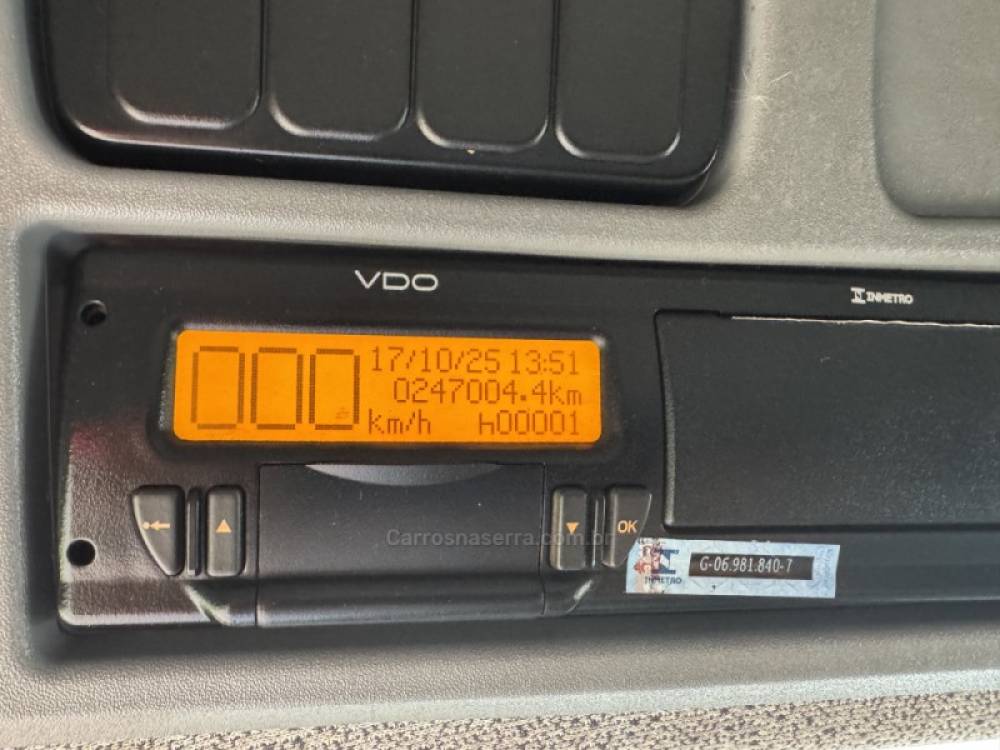 VDO
INMETRO
000
17/10/25 13:51
0247004.4km
km/h h00001
OK
Carrosnaserra.com.br
INMETRO
G-06.981.840-7